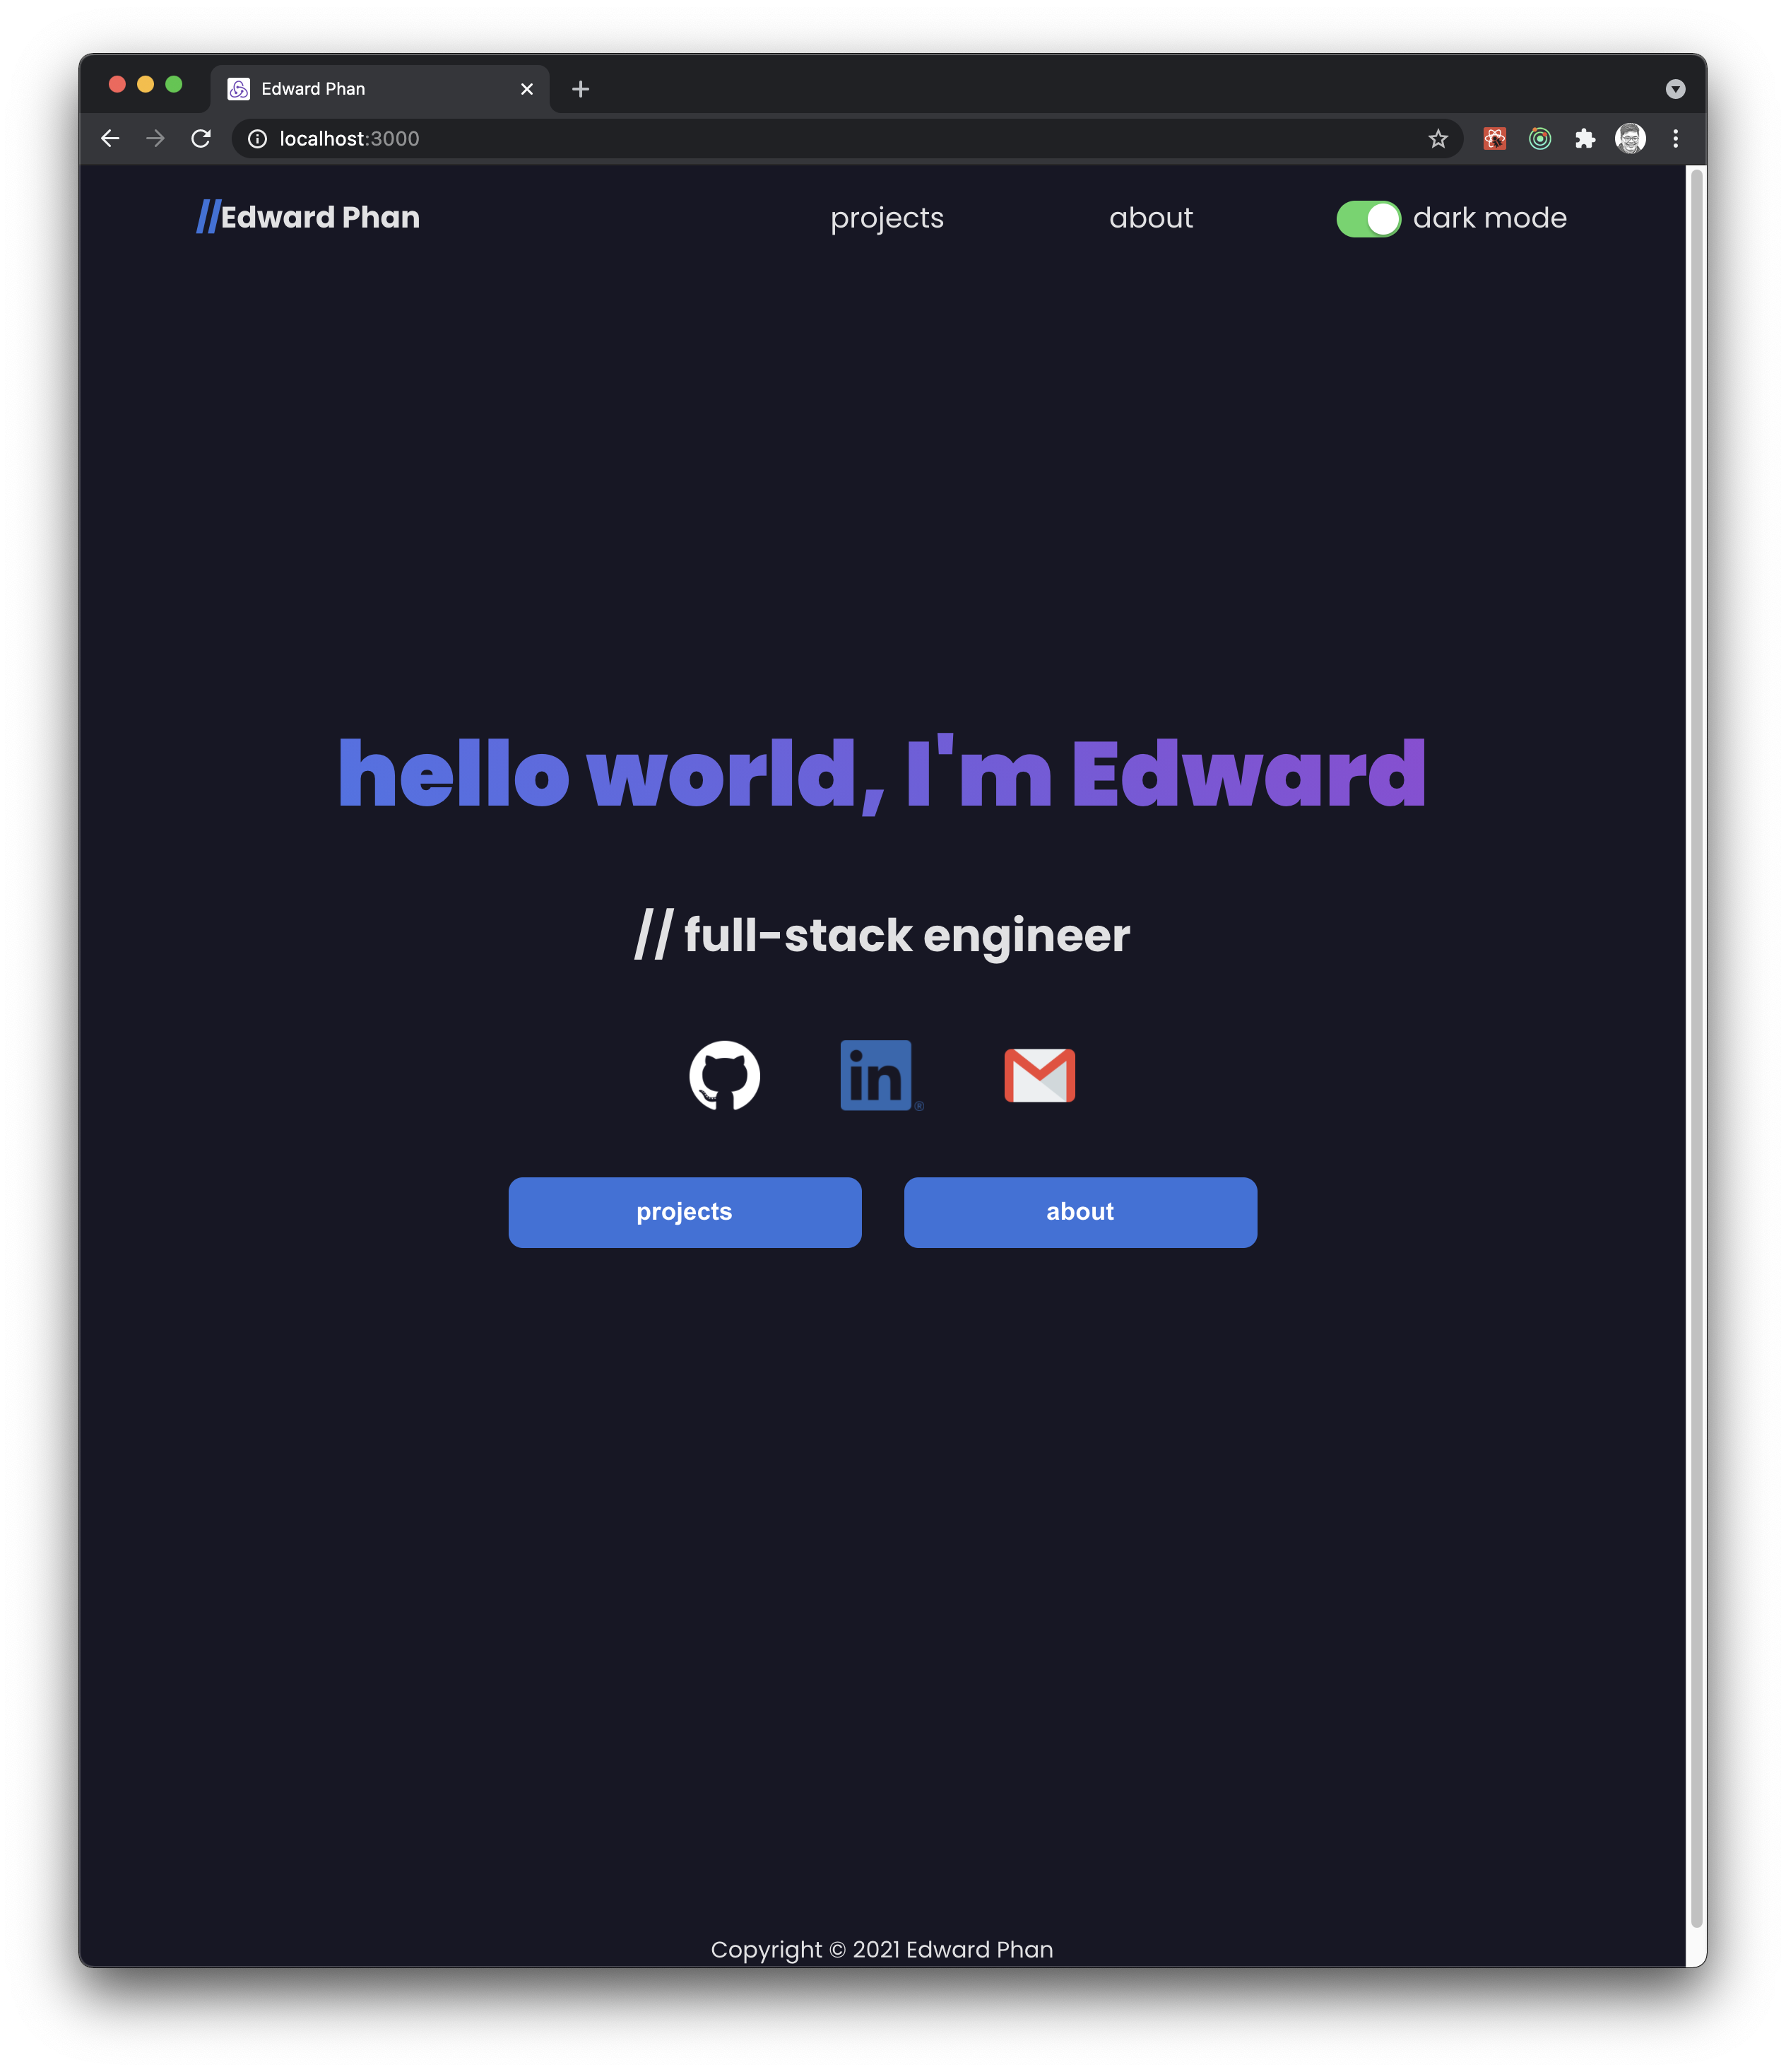 Edward Phan
localhost:3000
//Edward Phan projects about dark mode
hello world, I'm Edward
// full-stack engineer
in ®
projects about
Copyright © 2021 Edward Phan